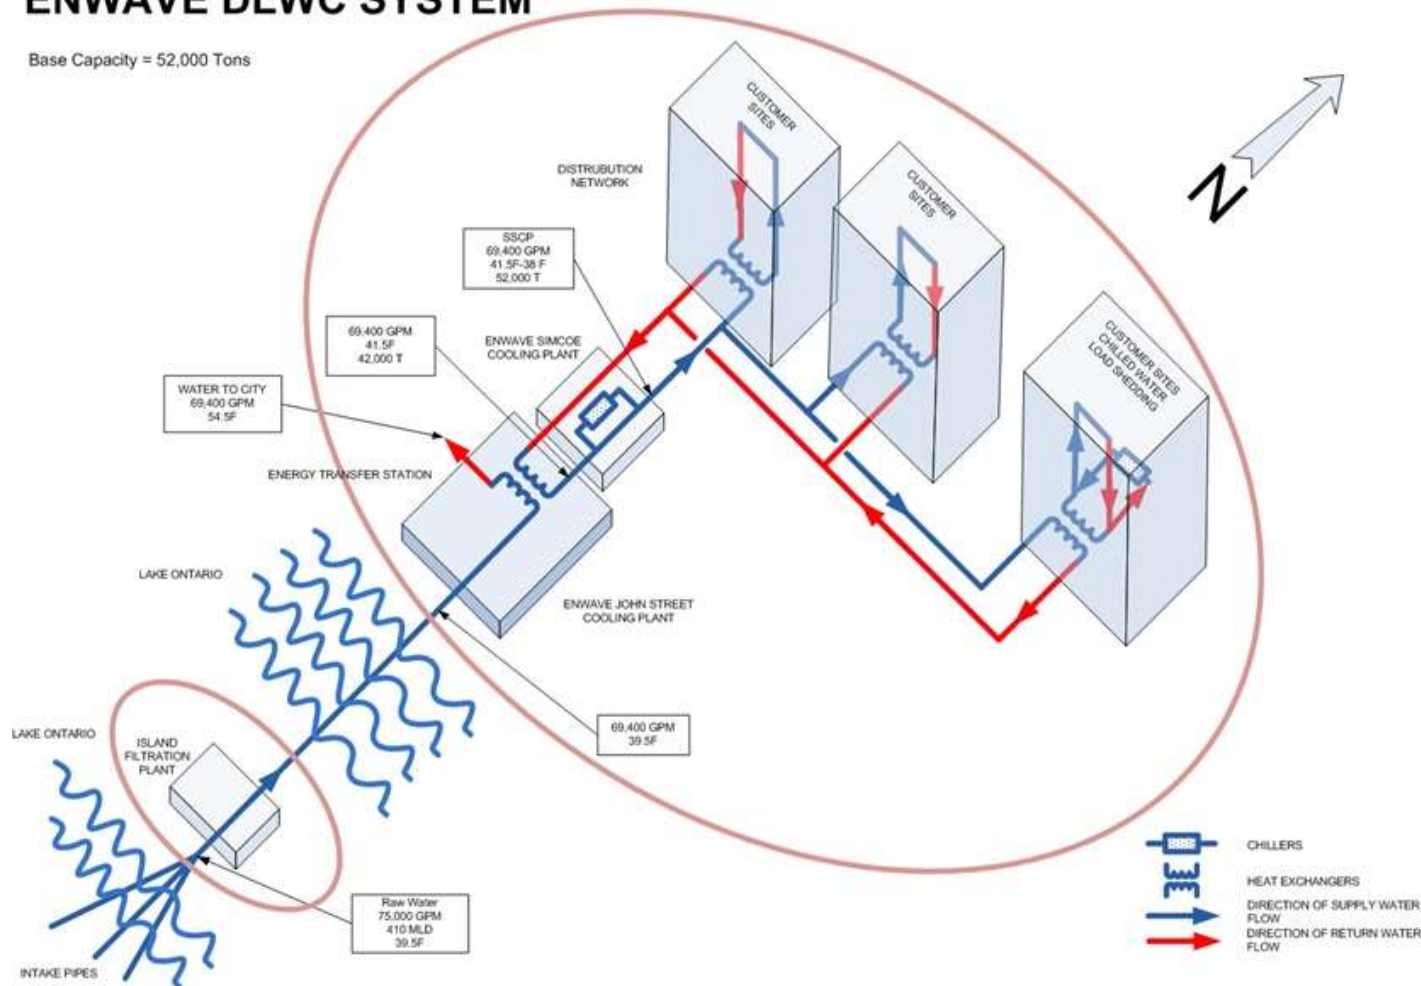 ENWAVE DLWC SYSTEM
Base Capacity = 52,000 Tons
CUSTOMER
SITES
DISTRUBUTION
NETWORK
CUSTOMER
SITES
N
SSCP
69,400 GPM
41.5F-38 F
52,000 T
CUSTOMER SITES
CHILLED WATER
LOAD SHEDDING
69,400 GPM
41.5F
42,000 T
ENWAVE SIMCOE
COOLING PLANT
WATER TO CITY
69,400 GPM
54.5F
ENERGY TRANSFER STATION
LAKE ONTARIO
ENWAVE JOHN STREET
COOLING PLANT
69,400 GPM
39.5F
LAKE ONTARIO
ISLAND
FILTRATION
PLANT
Raw Water
75,000 GPM
410 MLD
39.5F
INTAKE PIPES
CHILLERS
HEAT EXCHANGERS
DIRECTION OF SUPPLY WATER
FLOW
DIRECTION OF RETURN WATER
FLOW